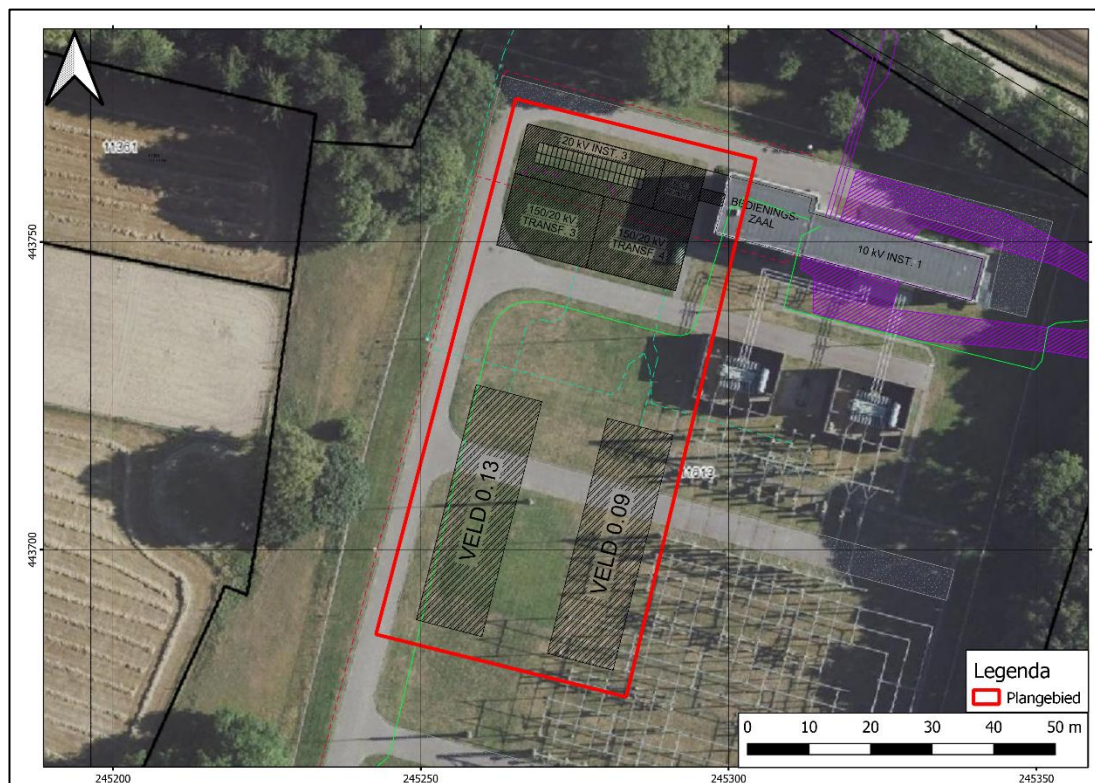 11361
20 kV INST. 3
BEDIENINGS-
ZAAL
150/20 kV
TRANSF. 3
150/20 kV
TRANSF. 4
10 kV INST. 1
443750
11813
VELD 0.13
VELD 0.09
443700
Legenda
Plangebied
0 10 20 30 40 50 m
245200 245250 245300 245350